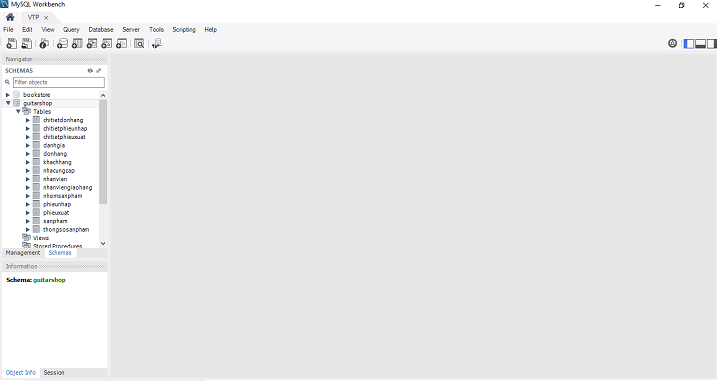 MySQL Workbench
VTP
File Edit View Query Database Server Tools Scripting Help
Navigator
SCHEMAS
Filter objects
bookstore
guitarshop
Tables
chitietdonhang
chitietphieunhap
chitietphieuxuat
danhgia
donhang
khachhang
nhacungcap
nhanvien
nhanviengiaohang
nhomsanpham
phieunhap
phieuxuat
sanpham
thongsosanpham
Views
Stored Procedures
Management Schemas
Information
Schema: guitarshop
Object Info Session